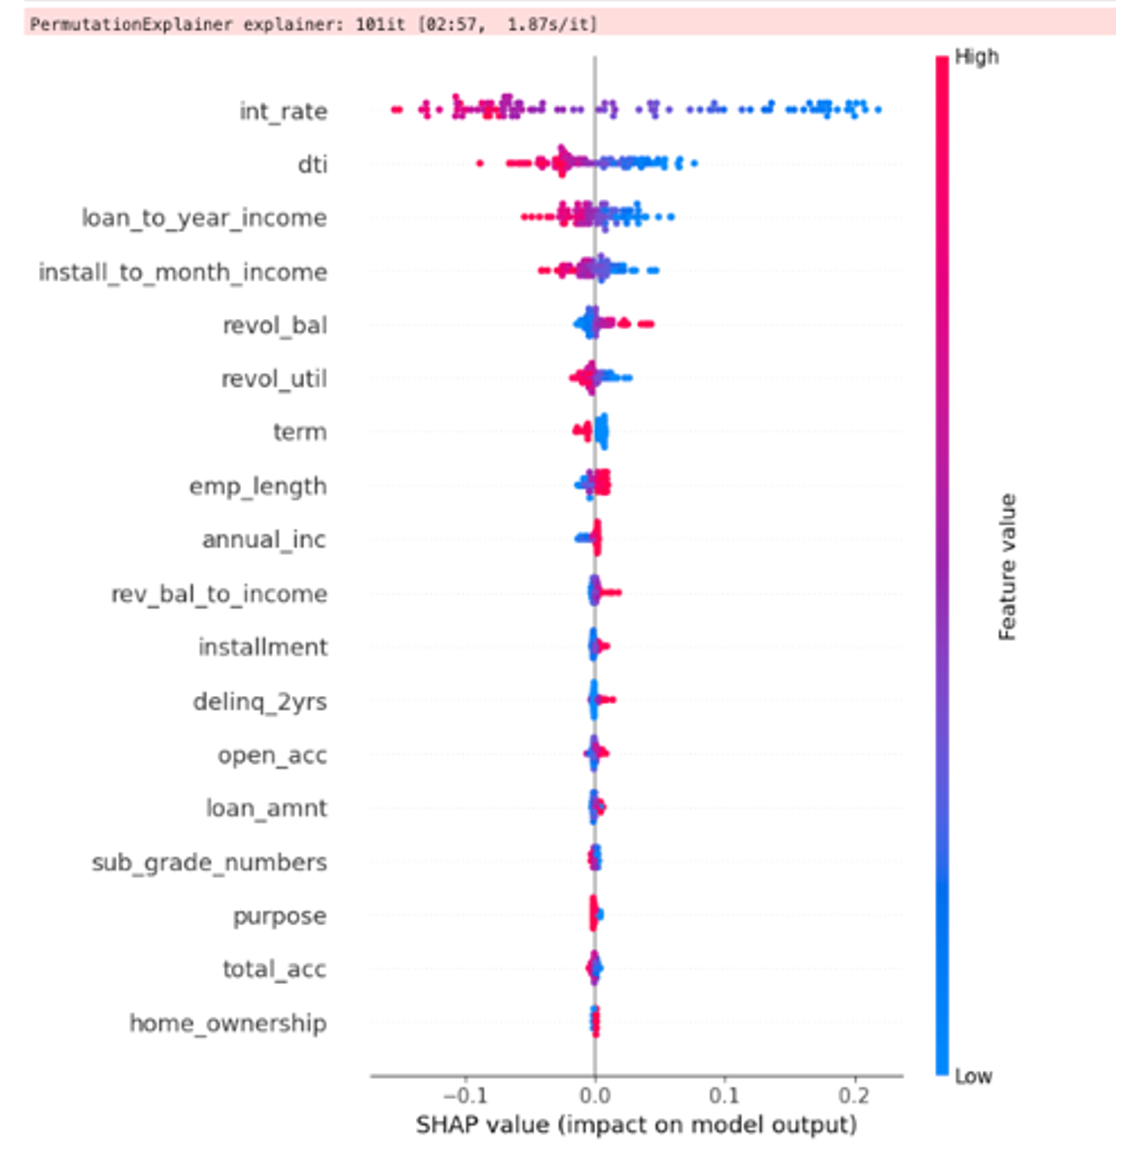 PermutationExplainer explainer: 101it [02:57,  1.87s/it]
High
int_rate
dti
loan_to_year_income
install_to_month_income
revol_bal
revol_util
term
emp_length
annual_inc
rev_bal_to_income
installment
delinq_2yrs
open_acc
loan_amnt
sub_grade_numbers
purpose
total_acc
home_ownership
Feature value
Low
−0.1 0.0 0.1 0.2
SHAP value (impact on model output)